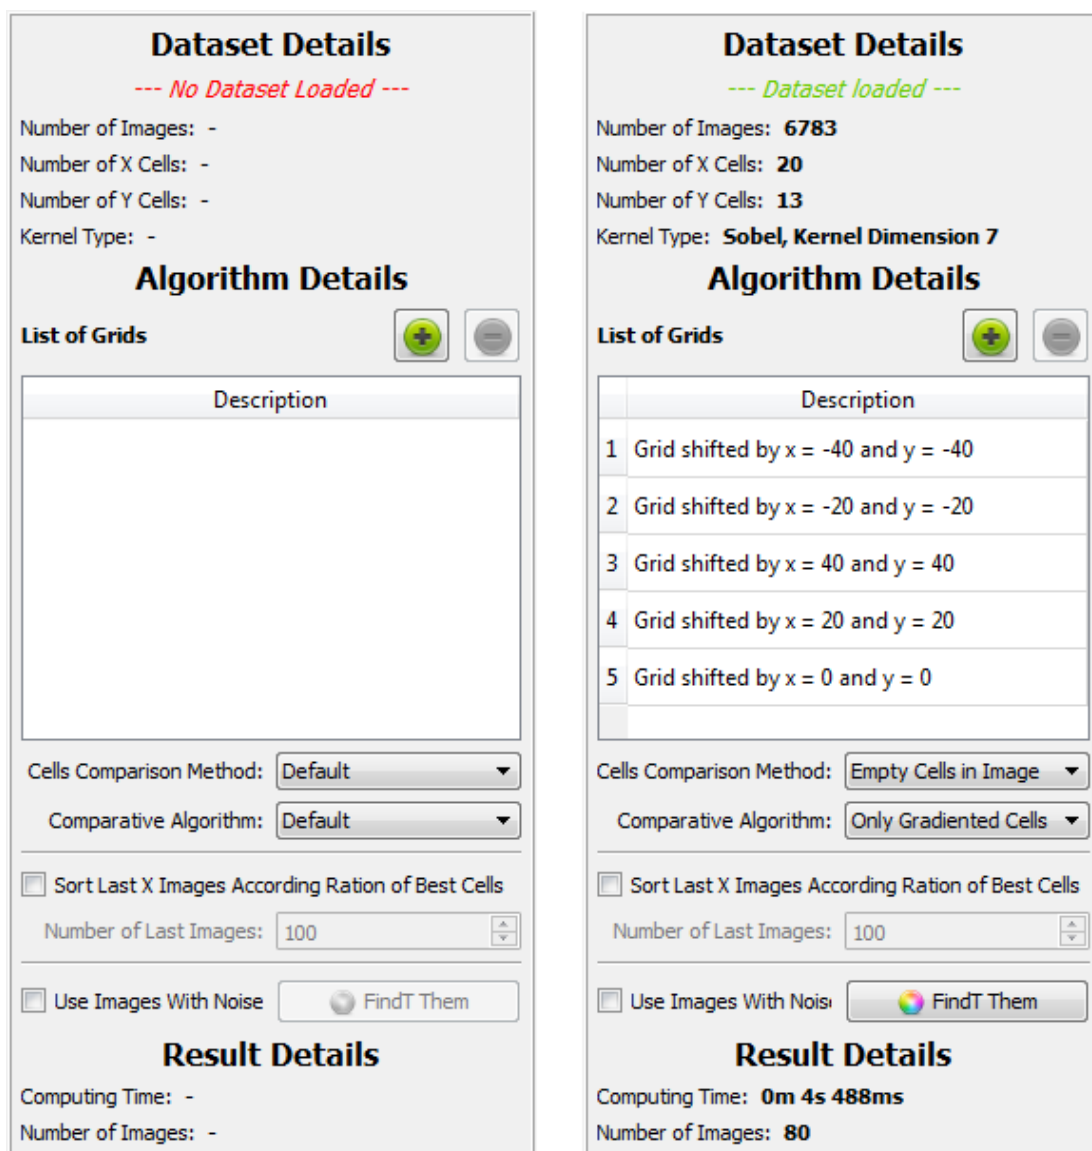 Dataset Details
--- No Dataset Loaded ---
Number of Images: -
Number of X Cells: -
Number of Y Cells: -
Kernel Type: -
Algorithm Details
List of Grids
Description
Cells Comparison Method: Default
Comparative Algorithm: Default
Sort Last X Images According Ration of Best Cells
Number of Last Images: 100
Use Images With Noise FindT Them
Result Details
Computing Time: -
Number of Images: -
Dataset Details
--- Dataset loaded ---
Number of Images: 6783
Number of X Cells: 20
Number of Y Cells: 13
Kernel Type: Sobel, Kernel Dimension 7
Algorithm Details
List of Grids
Description
1 Grid shifted by x = -40 and y = -40
2 Grid shifted by x = -20 and y = -20
3 Grid shifted by x = 40 and y = 40
4 Grid shifted by x = 20 and y = 20
5 Grid shifted by x = 0 and y = 0
Cells Comparison Method: Empty Cells in Image
Comparative Algorithm: Only Gradiented Cells
Sort Last X Images According Ration of Best Cells
Number of Last Images: 100
Use Images With Noise FindT Them
Result Details
Computing Time: 0m 4s 488ms
Number of Images: 80